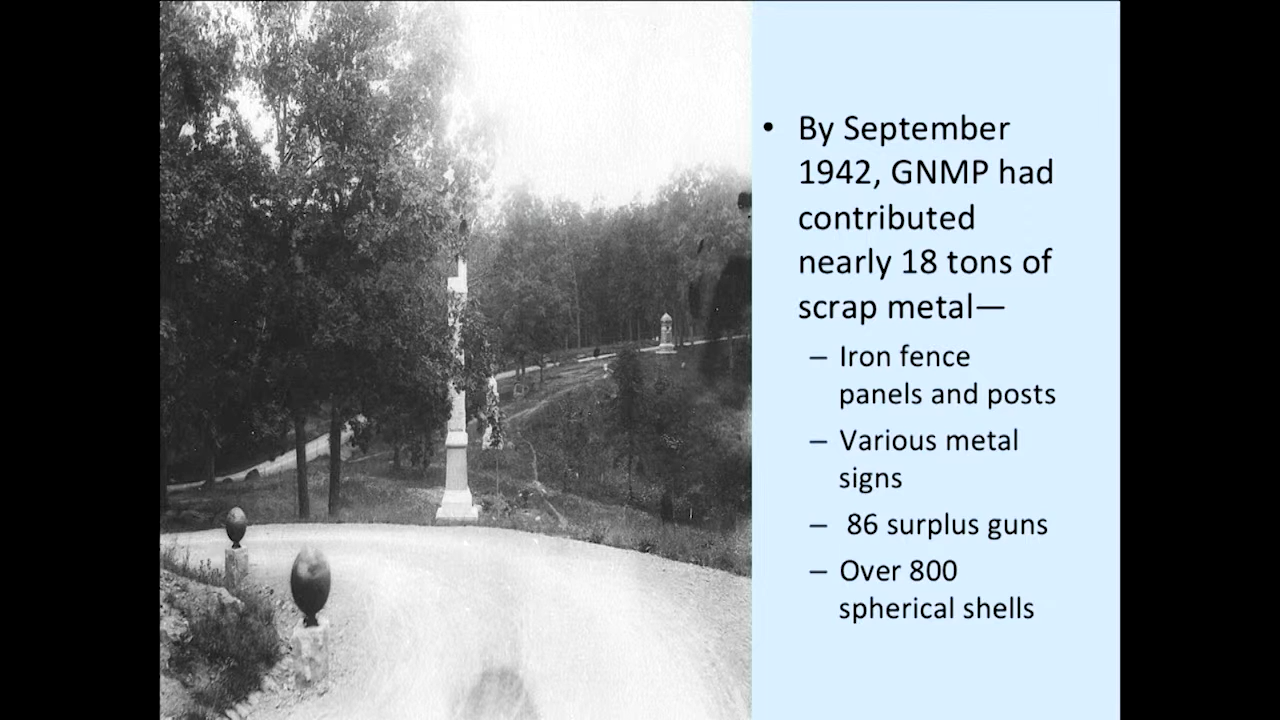 • By September
1942, GNMP had
contributed
nearly 18 tons of
scrap metal—
– Iron fence
panels and posts
– Various metal
signs
– 86 surplus guns
– Over 800
spherical shells